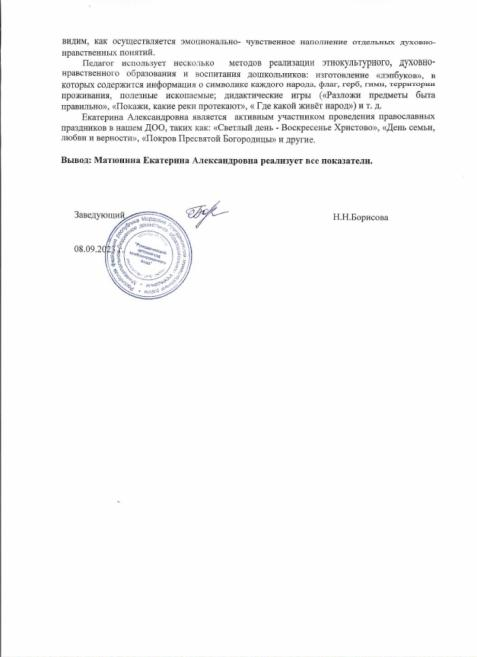 видим, как осуществляется эмоционально- чувственное наполнение отдельных духовно-
нравственных понятий.
Педагог использует несколько методов реализации этнокультурного, духовно-
нравственного образования и воспитания дошкольников: изготовление «лэпбуков», в
которых содержится информация о символике каждого народа, флаг, герб, гимн, территории
проживания, полезные ископаемые; дидактические игры («Разложи предметы быта
правильно», «Покажи, какие реки протекают», « Где какой живёт народ») и т. д.
Екатерина Александровна является активным участником проведения православных
праздников в нашем ДОО, таких как: «Светлый день - Воскресенье Христово», «День семьи,
любви и верности», «Покров Пресвятой Богородицы» и другие.
Вывод: Матюнина Екатерина Александровна реализует все показатели.
Заведующий
Н.Н.Борисова
08.09.202